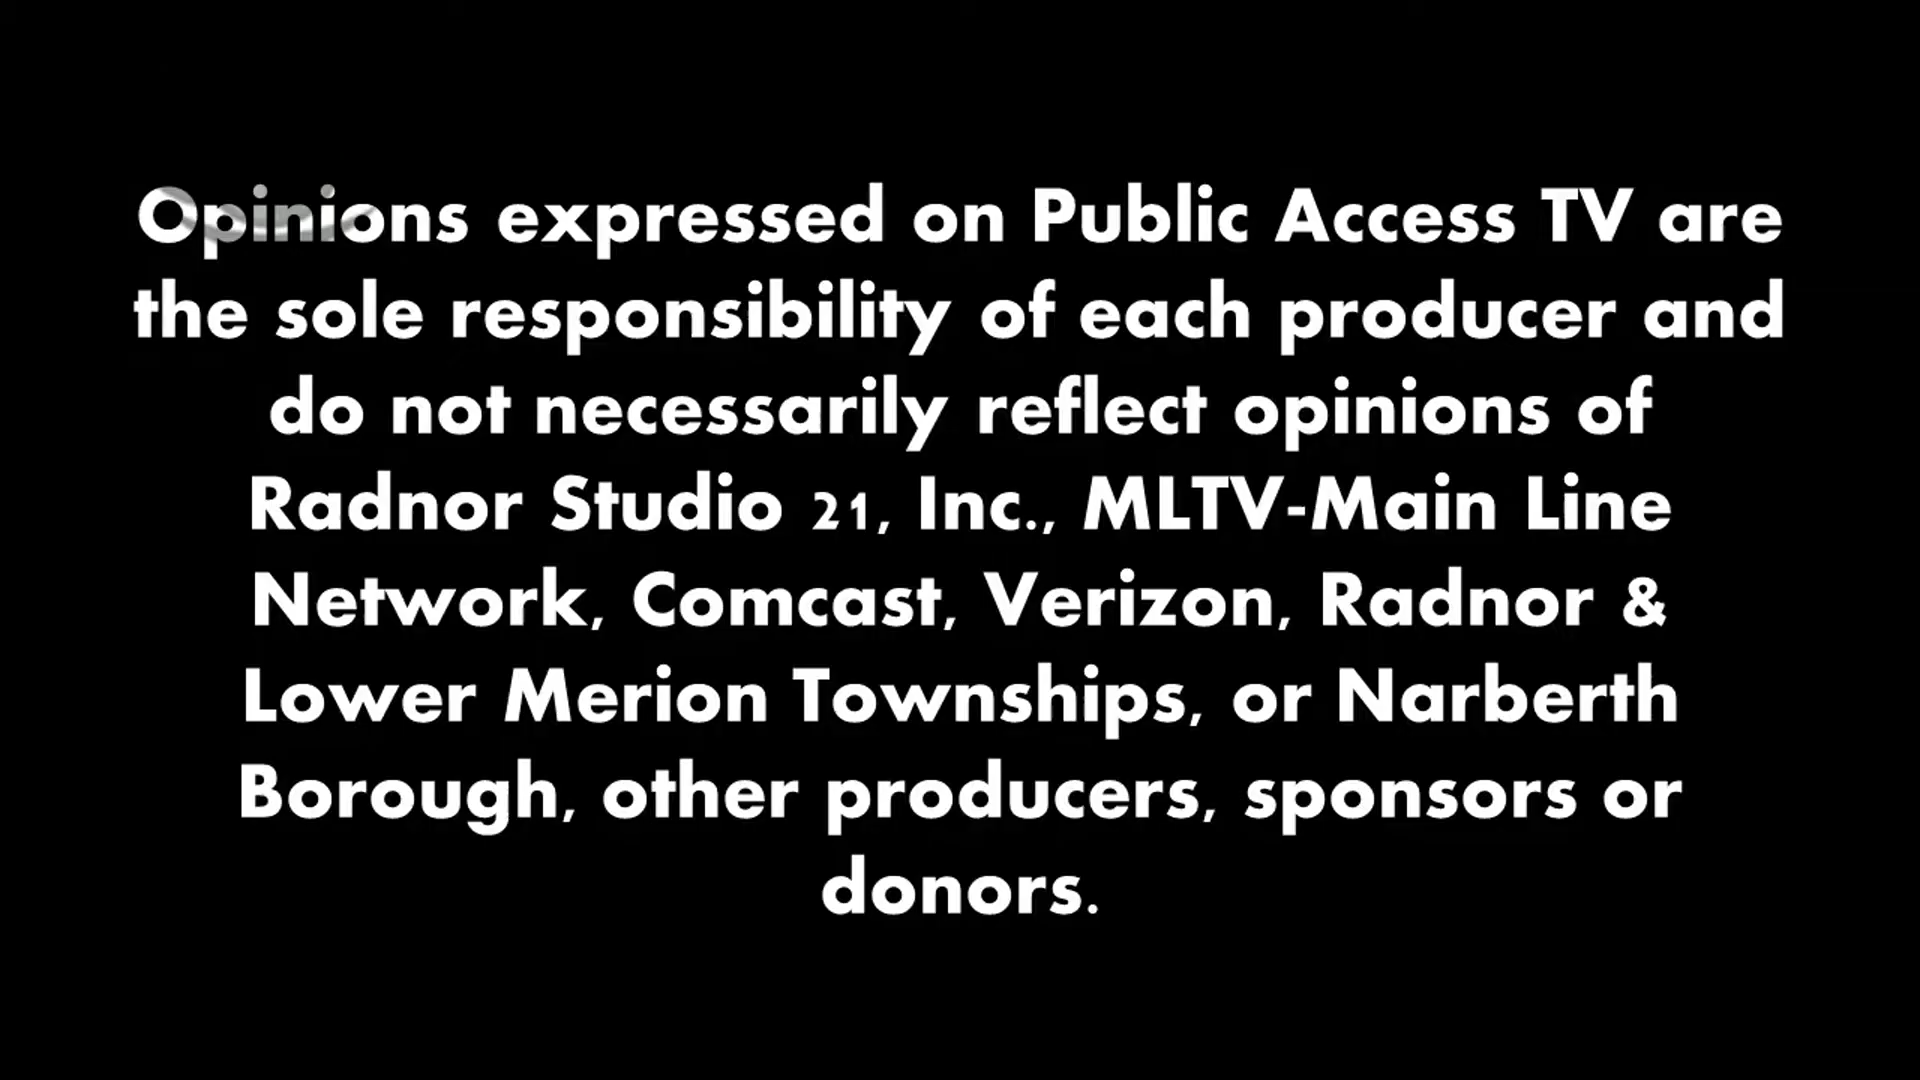 Opinions expressed on Public Access TV are
the sole responsibility of each producer and
do not necessarily reflect opinions of
Radnor Studio 21, Inc., MLTV-Main Line
Network, Comcast, Verizon, Radnor &
Lower Merion Townships, or Narberth
Borough, other producers, sponsors or
donors.